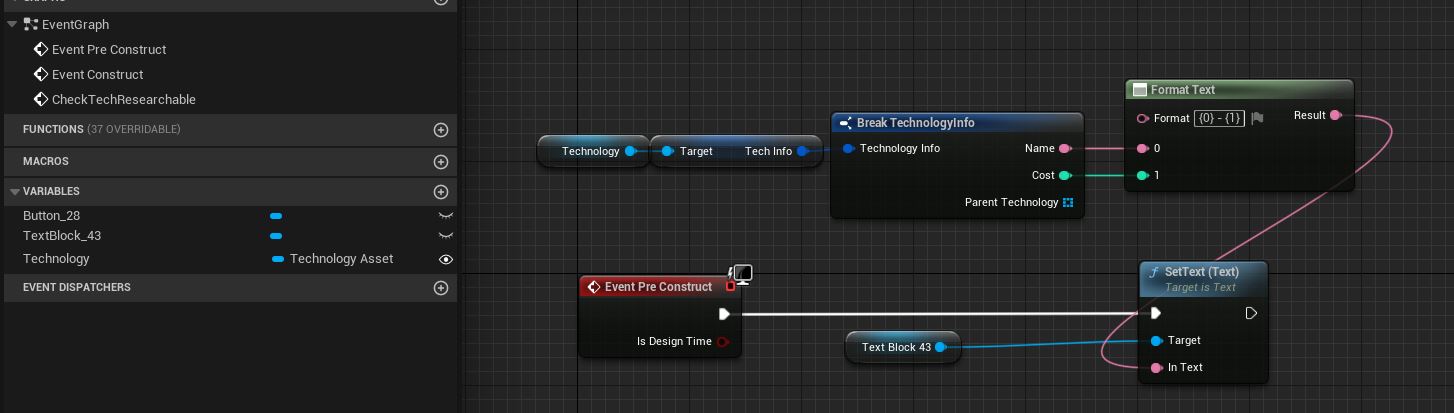 EventGraph
Event Pre Construct
Event Construct
CheckTechResearchable
FUNCTIONS (37 OVERRIDABLE)
MACROS
VARIABLES
Button_28
TextBlock_43
Technology Technology Asset
EVENT DISPATCHERS
Technology
Target Tech Info
Break TechnologyInfo
Technology Info Name
Cost
Parent Technology
Format Text
Format {0} - {1} Result
0
1
Event Pre Construct
Is Design Time
Text Block 43
SetText (Text)
Target is Text
Target
In Text